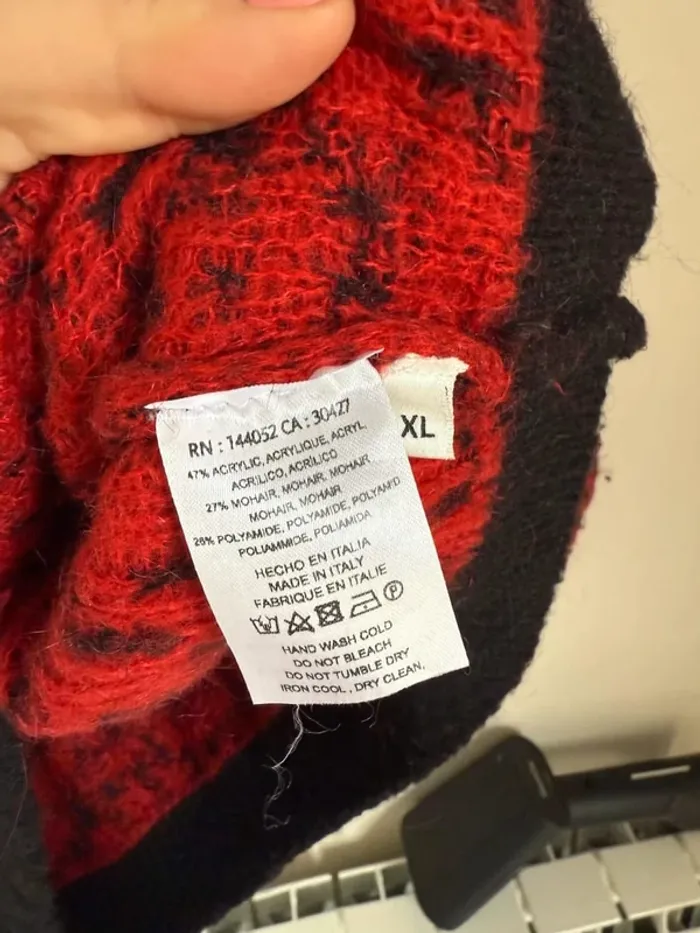 RN : 144052 CA : 30427
47% ACRYLIC, ACRYLIQUE, ACRYL
ACRILICO, ACRÍLICO
27% MOHAIR, MOHAIR, MOHAIR
MOHAIR, MOHAIR
26% POLYAMIDE, POLYAMIDE, POLYAMID
POLIAMMIDE, POLIAMIDA
HECHO EN ITALIA
MADE IN ITALY
FABRIQUE EN ITALIE
P
HAND WASH COLD
DO NOT BLEACH
DO NOT TUMBLE DRY
IRON COOL, DRY CLEAN,
XL